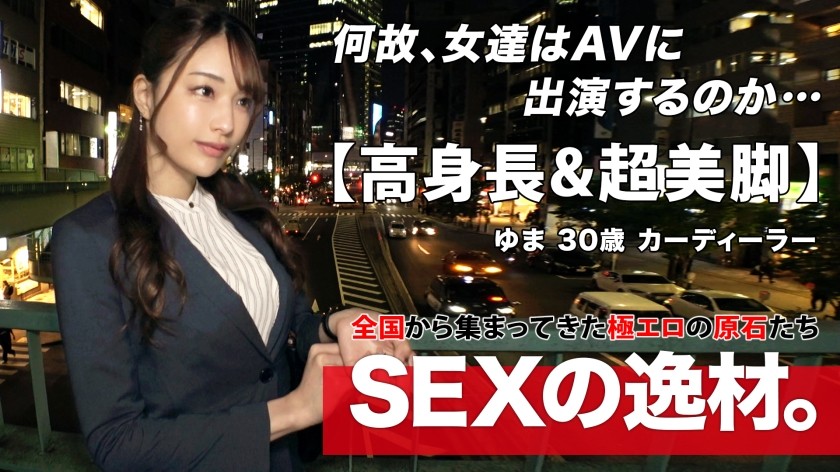 何故、女達はAVに
出演するのか…
【高身長&超美脚】
ゆま 30歳 カーディーラー
全国から集まってきた極エロの原石たち
SEXの逸材。